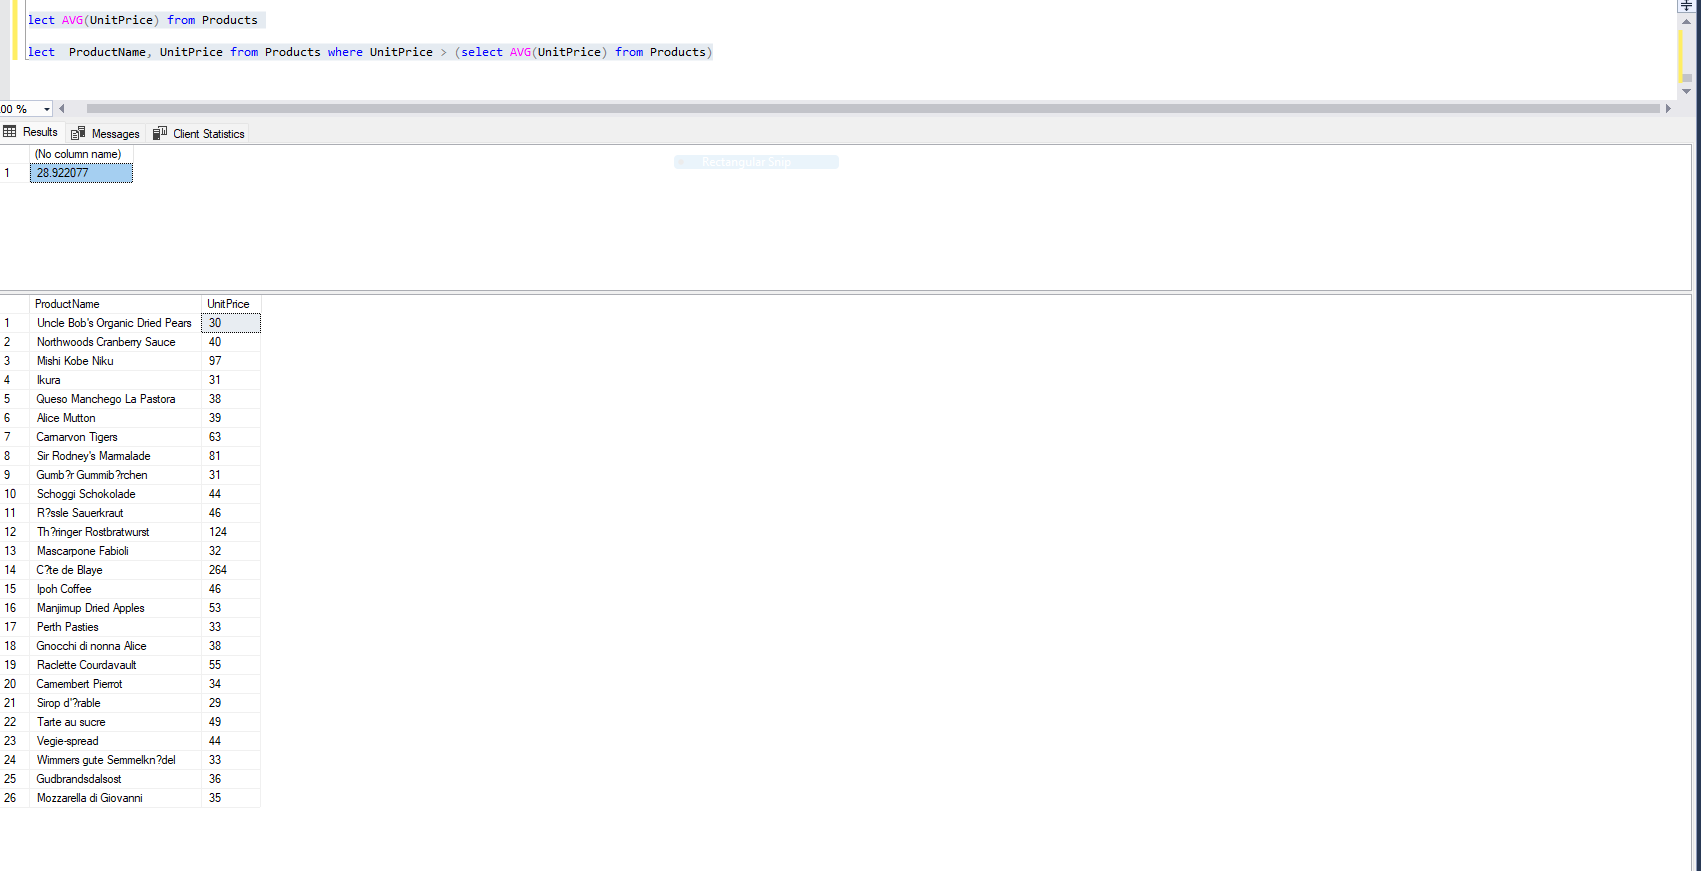 lect AVG(UnitPrice) from Products
lect  ProductName, UnitPrice from Products where UnitPrice > (select AVG(UnitPrice) from Products)
00 %
Results Messages Client Statistics
(No column name)
Rectangular Snip
1 28.922077
ProductName UnitPrice
1 Uncle Bob's Organic Dried Pears 30
2 Northwoods Cranberry Sauce 40
3 Mishi Kobe Niku 97
4 Ikura 31
5 Queso Manchego La Pastora 38
6 Alice Mutton 39
7 Carnarvon Tigers 63
8 Sir Rodney's Marmalade 81
9 Gumb?r Gummib?rchen 31
10 Schoggi Schokolade 44
11 R?ssle Sauerkraut 46
12 Th?ringer Rostbratwurst 124
13 Mascarpone Fabioli 32
14 C?te de Blaye 264
15 Ipoh Coffee 46
16 Manjimup Dried Apples 53
17 Perth Pasties 33
18 Gnocchi di nonna Alice 38
19 Raclette Courdavault 55
20 Camembert Pierrot 34
21 Sirop d'?rable 29
22 Tarte au sucre 49
23 Vegie-spread 44
24 Wimmers gute Semmelkn?del 33
25 Gudbrandsdalsost 36
26 Mozzarella di Giovanni 35